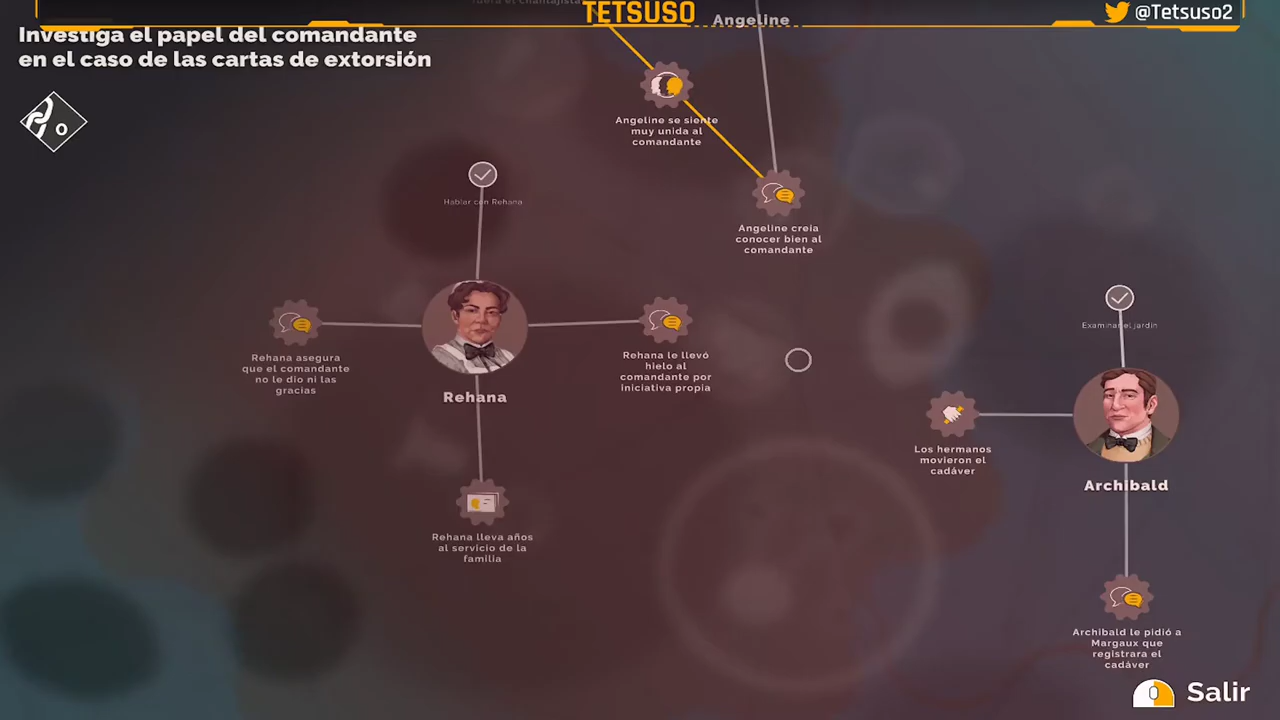 fuera el chantajista
TETSUSO
@Tetsuso2
Angeline
Investiga el papel del comandante
en el caso de las cartas de extorsión
0
Angeline se siente
muy unida al
comandante
Hablar con Rehana
Angeline creía
conocer bien al
comandante
Examinar el jardín
Rehana asegura
que el comandante
no le dio ni las
gracias
Rehana le llevó
hielo al
comandante por
iniciativa propia
Rehana
Los hermanos
movieron el
cadáver
Archibald
Rehana lleva años
al servicio de la
familia
Archibald le pidió a
Margaux que
registrara el
cadáver
Salir